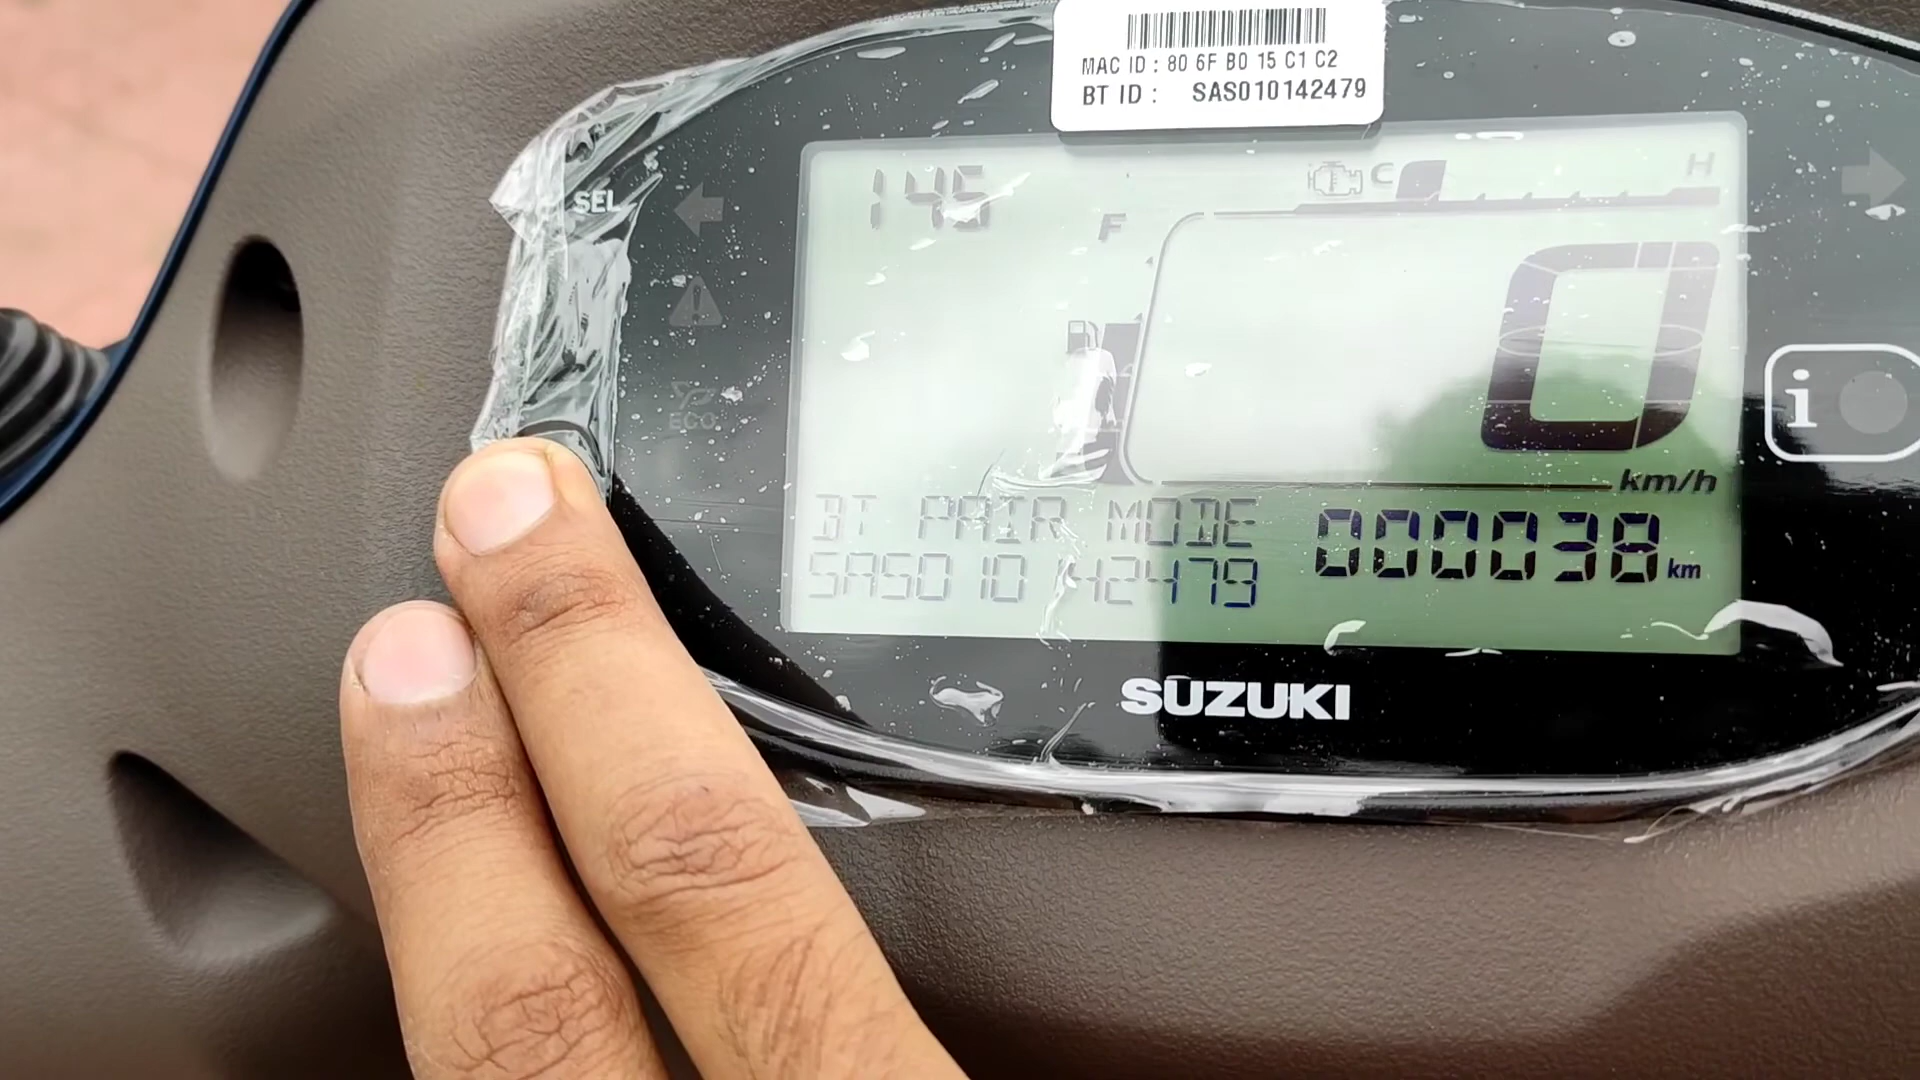 MAC ID : 80 6F B0 15 C1 C2
BT ID : SAS010142479
SEL
145
C
H
F
0
km/h
i
ECO
BT PAIR MODE
SAS010142479
000038 km
SUZUKI